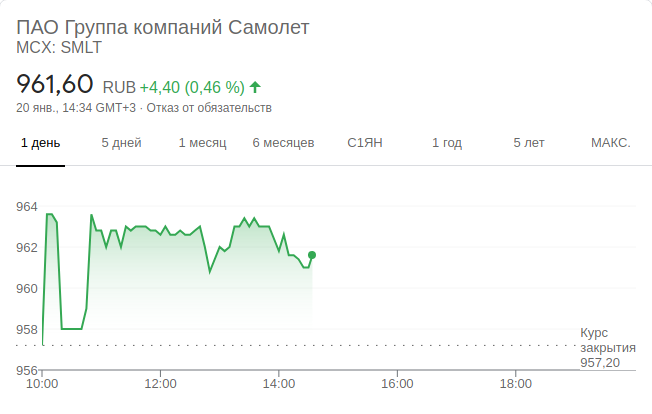 ПАО Группа компаний Самолет
MCX: SMLT
961,60 RUB +4,40 (0,46 %)
20 янв., 14:34 GMT+3 · Отказ от обязательств
1 день 5 дней 1 месяц 6 месяцев С1ЯН 1 год 5 лет МАКС.
964
962
960
958
Курс
закрытия
957,20
956
10:00 12:00 14:00 16:00 18:00